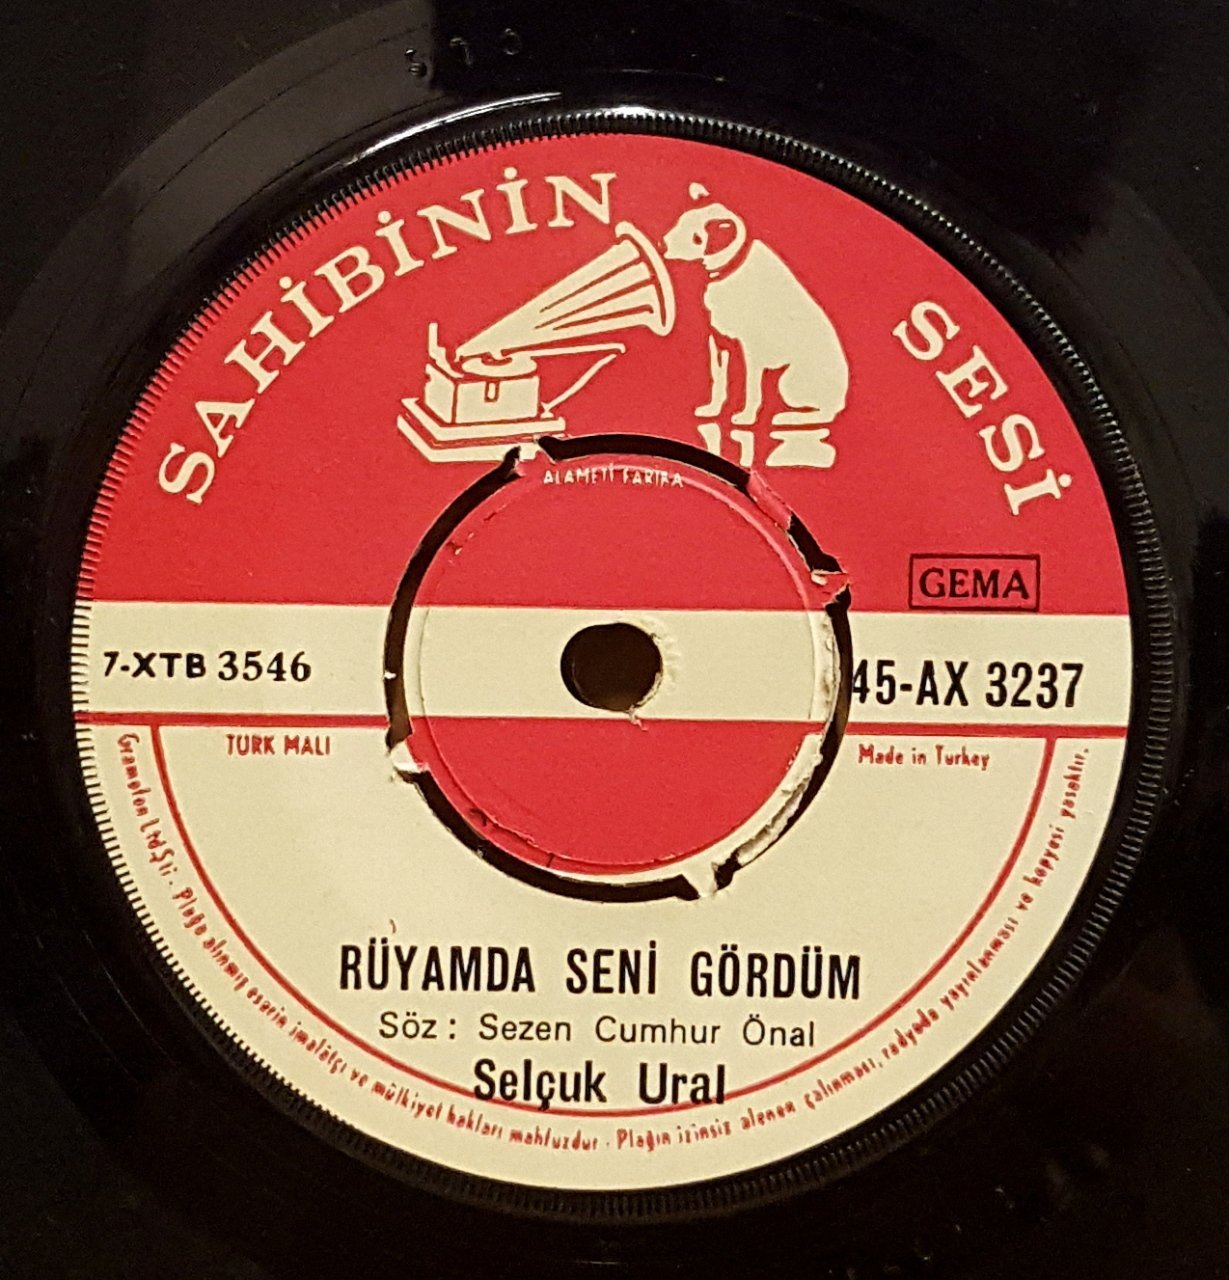 SAHİBİNİN SESİ
ALAMETİ FARİKA
GEMA
7-XTB 3546
45-AX 3237
TÜRK MALI
Made in Turkey
RÜYAMDA SENİ GÖRDÜM
Söz : Sezen Cumhur Önal
Selçuk Ural
Gramofon Ltd Şti. Plağa alınmış eserin imalâtçı ve mülkiyet hakları mahfuzdur . Plağın izinsiz alenen çalınması, radyoda yayınlanması ve kopyesi yasaktır.